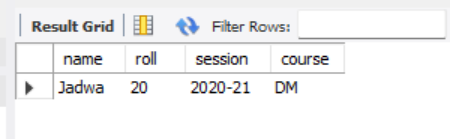 Result Grid Filter Rows:
name roll session course
Jadwa 20 2020-21 DM